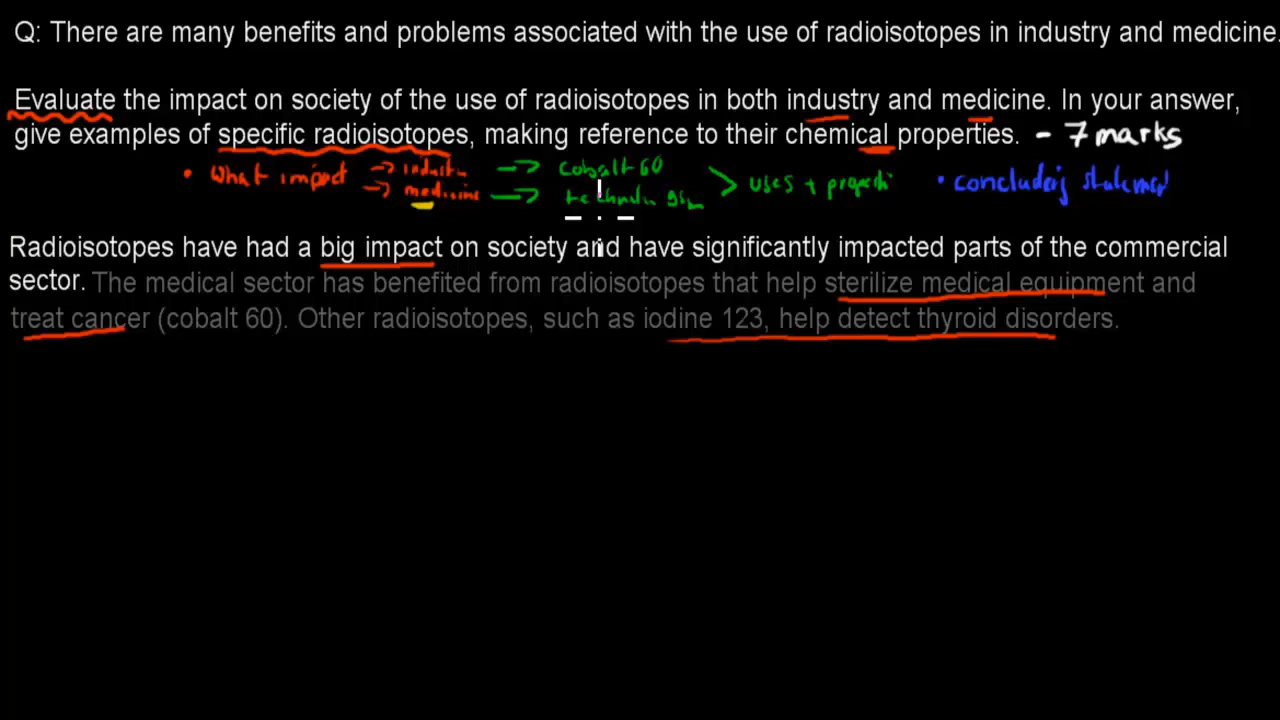 Q: There are many benefits and problems associated with the use of radioisotopes in industry and medicine.
Evaluate the impact on society of the use of radioisotopes in both industry and medicine. In your answer,
give examples of specific radioisotopes, making reference to their chemical properties. - 7 marks
• What impact → → medicine → Cobalt 60 → > uses + • concluding
Radioisotopes have had a big impact on society and have significantly impacted parts of the commercial
sector. The medical sector has benefited from radioisotopes that help sterilize medical equipment and
treat cancer (cobalt 60). Other radioisotopes, such as iodine 123, help detect thyroid disorders.